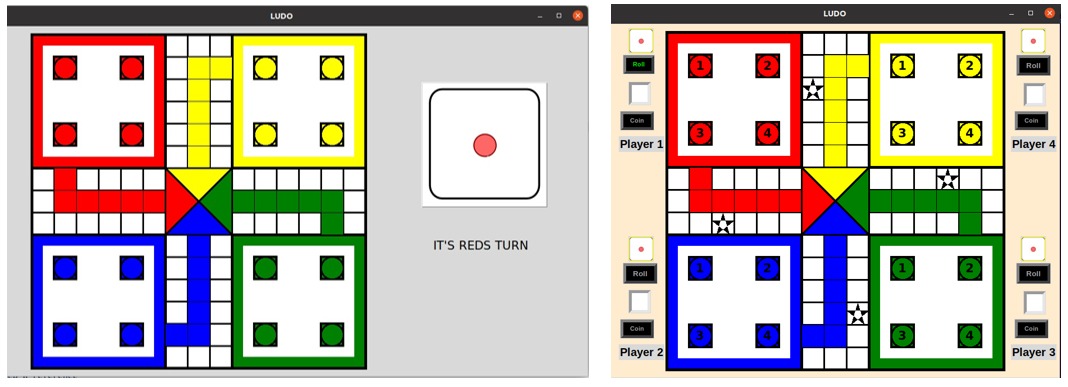 LUDO
IT'S REDS TURN
LUDO
Roll
Coin
Player 1
Roll
Coin
Player 4
1 2
3 4
1 2
3 4
Roll
Coin
Player 2
Roll
Coin
Player 3
1 2
3 4
1 2
3 4